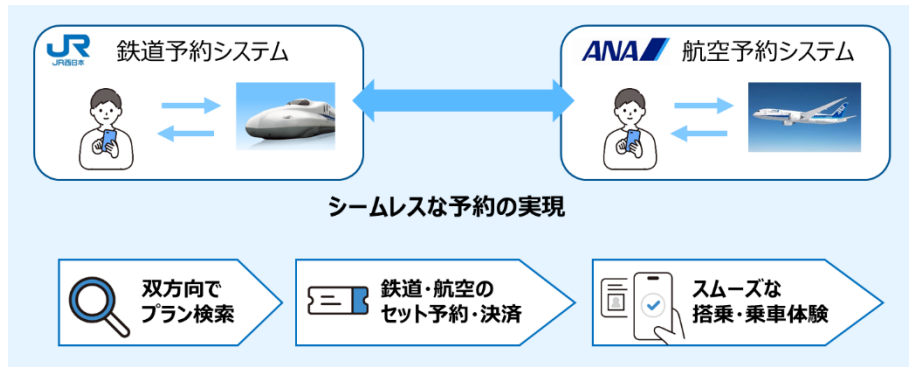 JR
JR西日本
鉄道予約システム
ANA
航空予約システム
シームレスな予約の実現
双方向で
プラン検索
鉄道・航空の
セット予約・決済
スムーズな
搭乗・乗車体験